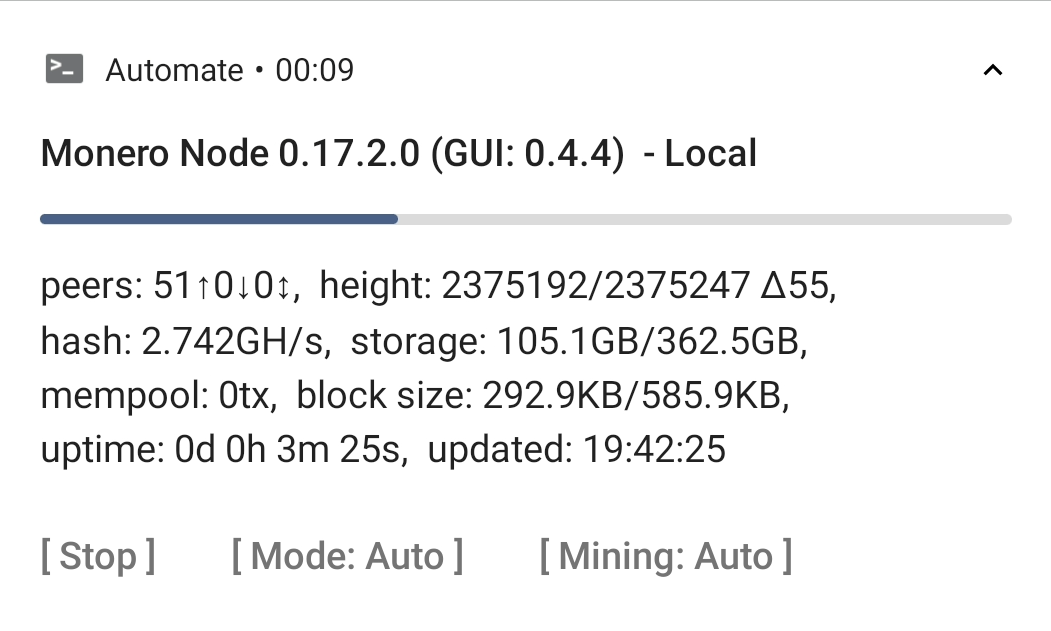 Automate • 00:09
Monero Node 0.17.2.0 (GUI: 0.4.4)  - Local
peers: 51↑0↓0↕,  height: 2375192/2375247 Δ55,
hash: 2.742GH/s,  storage: 105.1GB/362.5GB,
mempool: 0tx,  block size: 292.9KB/585.9KB,
uptime: 0d 0h 3m 25s,  updated: 19:42:25
[ Stop ]  [ Mode: Auto ]  [ Mining: Auto ]